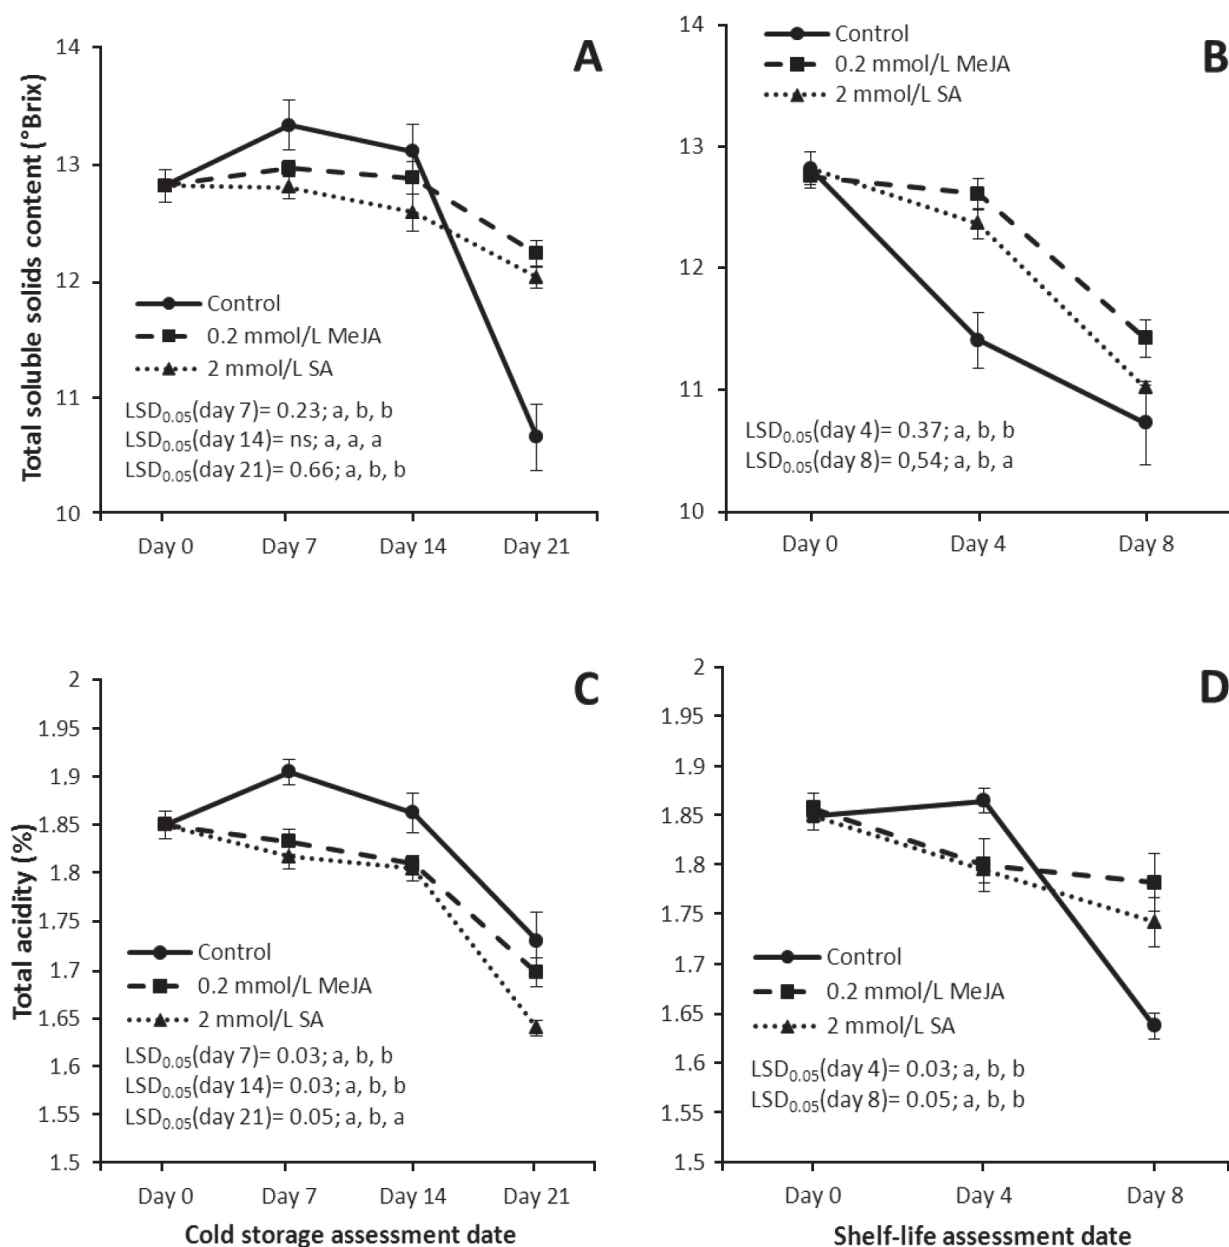 A
Total soluble solids content (°Brix)
14
13
12
11
10
Control
0.2 mmol/L MeJA
2 mmol/L SA
LSD0.05(day 7)= 0.23; a, b, b
LSD0.05(day 14)= ns; a, a, a
LSD0.05(day 21)= 0.66; a, b, b
Day 0 Day 7 Day 14 Day 21
B
14
13
12
11
10
Control
0.2 mmol/L MeJA
2 mmol/L SA
LSD0.05(day 4)= 0.37; a, b, b
LSD0.05(day 8)= 0,54; a, b, a
Day 0 Day 4 Day 8
C
Total acidity (%)
2
1.95
1.9
1.85
1.8
1.75
1.7
1.65
1.6
1.55
1.5
Control
0.2 mmol/L MeJA
2 mmol/L SA
LSD0.05(day 7)= 0.03; a, b, b
LSD0.05(day 14)= 0.03; a, b, b
LSD0.05(day 21)= 0.05; a, b, a
Day 0 Day 7 Day 14 Day 21
Cold storage assessment date
D
2
1.95
1.9
1.85
1.8
1.75
1.7
1.65
1.6
1.55
1.5
Control
0.2 mmol/L MeJA
2 mmol/L SA
LSD0.05(day 4)= 0.03; a, b, b
LSD0.05(day 8)= 0.05; a, b, b
Day 0 Day 4 Day 8
Shelf-life assessment date